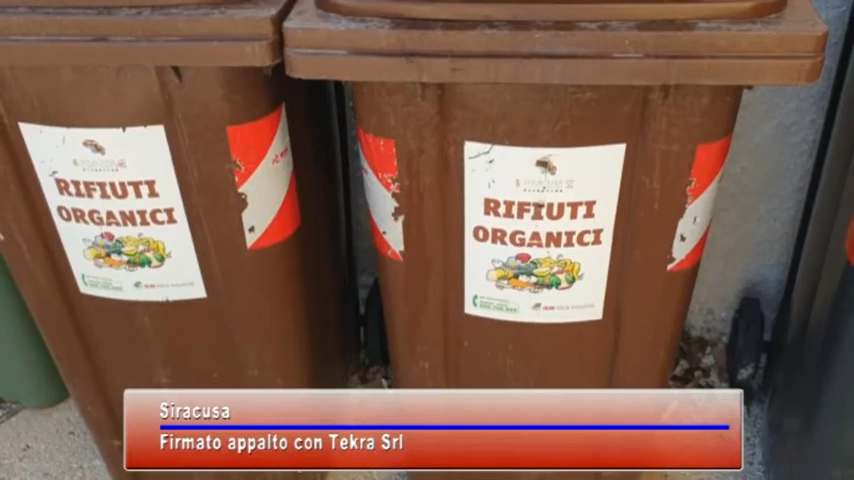 RIFIUTI
ORGANICI
RIFIUTI
ORGANICI
Siracusa
Firmato appalto con Tekra Srl